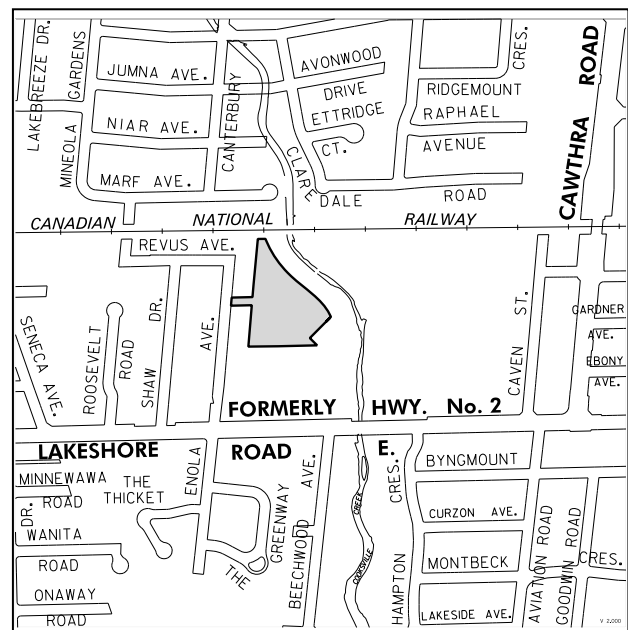 LAKEBREEZE DR.
MINEOLA GARDENS
JUMNA AVE.
NIAR AVE.
MARF AVE.
CANTERBURY
CLARE
AVONWOOD
DRIVE
ETTRIDGE
CT.
CRES.
RIDGEMOUNT
RAPHAEL
AVENUE
DALE ROAD
CAWTHRA ROAD
CANADIAN NATIONAL RAILWAY
REVUS AVE.
SENECA AVE.
ROOSEVELT
ROAD
SHAW DR.
AVE.
CAVEN ST.
GARDNER
AVE.
EBONY
AVE.
FORMERLY HWY. No. 2
LAKESHORE ROAD E.
MINNEWAWA
ROAD
THE
THICKET
ENOLA
DR.
WANITA
ROAD
ONAWAY
ROAD
THE GREENWAY
BEECHWOOD AVE.
COOKSVILLE CREEK
HAMPTON CRES.
BYNGMOUNT
CURZON AVE.
MONTBECK
LAKESIDE AVE.
AVIATION ROAD
GOODWIN ROAD
CRES.
V 2.000